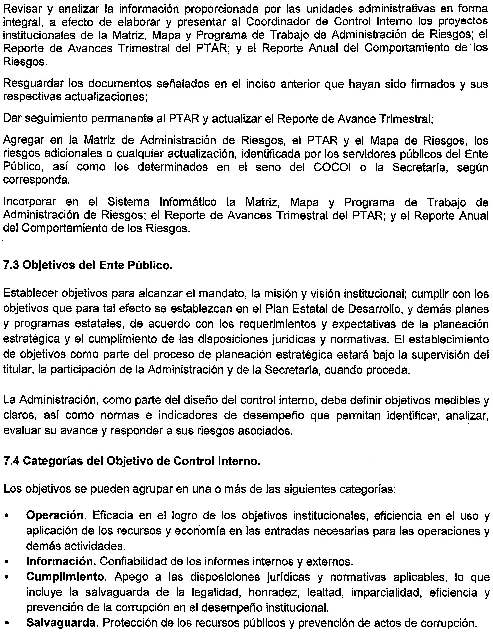 Revisar y analizar la información proporcionada por las unidades administrativas en forma
integral, a efecto de elaborar y presentar al Coordinador de Control Interno los proyectos
institucionales de la Matriz, Mapa y Programa de Trabajo de Administración de Riesgos; el
Reporte de Avances Trimestral del PTAR; y el Reporte Anual del Comportamiento de los
Riesgos.
Resguardar los documentos señalados en el inciso anterior que hayan sido firmados y sus
respectivas actualizaciones;
Dar seguimiento permanente al PTAR y actualizar el Reporte de Avance Trimestral;
Agregar en la Matriz de Administración de Riesgos, el PTAR y el Mapa de Riesgos, los
riesgos adicionales o cualquier actualización, identificada por los servidores públicos del Ente
Público, así como los determinados en el seno del COCOI o la Secretaría, según
corresponda.
Incorporar en el Sistema Informático la Matriz, Mapa y Programa de Trabajo de
Administración de Riesgos; el Reporte de Avances Trimestral del PTAR; y el Reporte Anual
del Comportamiento de los Riesgos.
7.3 Objetivos del Ente Público.
Establecer objetivos para alcanzar el mandato, la misión y visión institucional; cumplir con los
objetivos que para tal efecto se establezcan en el Plan Estatal de Desarrollo, y demás planes
y programas estatales, de acuerdo con los requerimientos y expectativas de la planeación
estratégica y el cumplimiento de las disposiciones jurídicas y normativas. El establecimiento
de objetivos como parte del proceso de planeación estratégica estará bajo la supervisión del
titular, la participación de la Administración y de la Secretaría, cuando proceda.
La Administración, como parte del diseño del control interno, debe definir objetivos medibles y
claros, así como normas e indicadores de desempeño que permitan identificar, analizar,
evaluar su avance y responder a sus riesgos asociados.
7.4 Categorías del Objetivo de Control Interno.
Los objetivos se pueden agrupar en una o más de las siguientes categorías:
• Operación. Eficacia en el logro de los objetivos institucionales, eficiencia en el uso y
aplicación de los recursos y economía en las entradas necesarias para las operaciones y
demás actividades.
• Información. Confiabilidad de los informes internos y externos.
• Cumplimiento. Apego a las disposiciones jurídicas y normativas aplicables, lo que
incluye la salvaguarda de la legalidad, honradez, lealtad, imparcialidad, eficiencia y
prevención de la corrupción en el desempeño institucional.
• Salvaguarda. Protección de los recursos públicos y prevención de actos de corrupción.